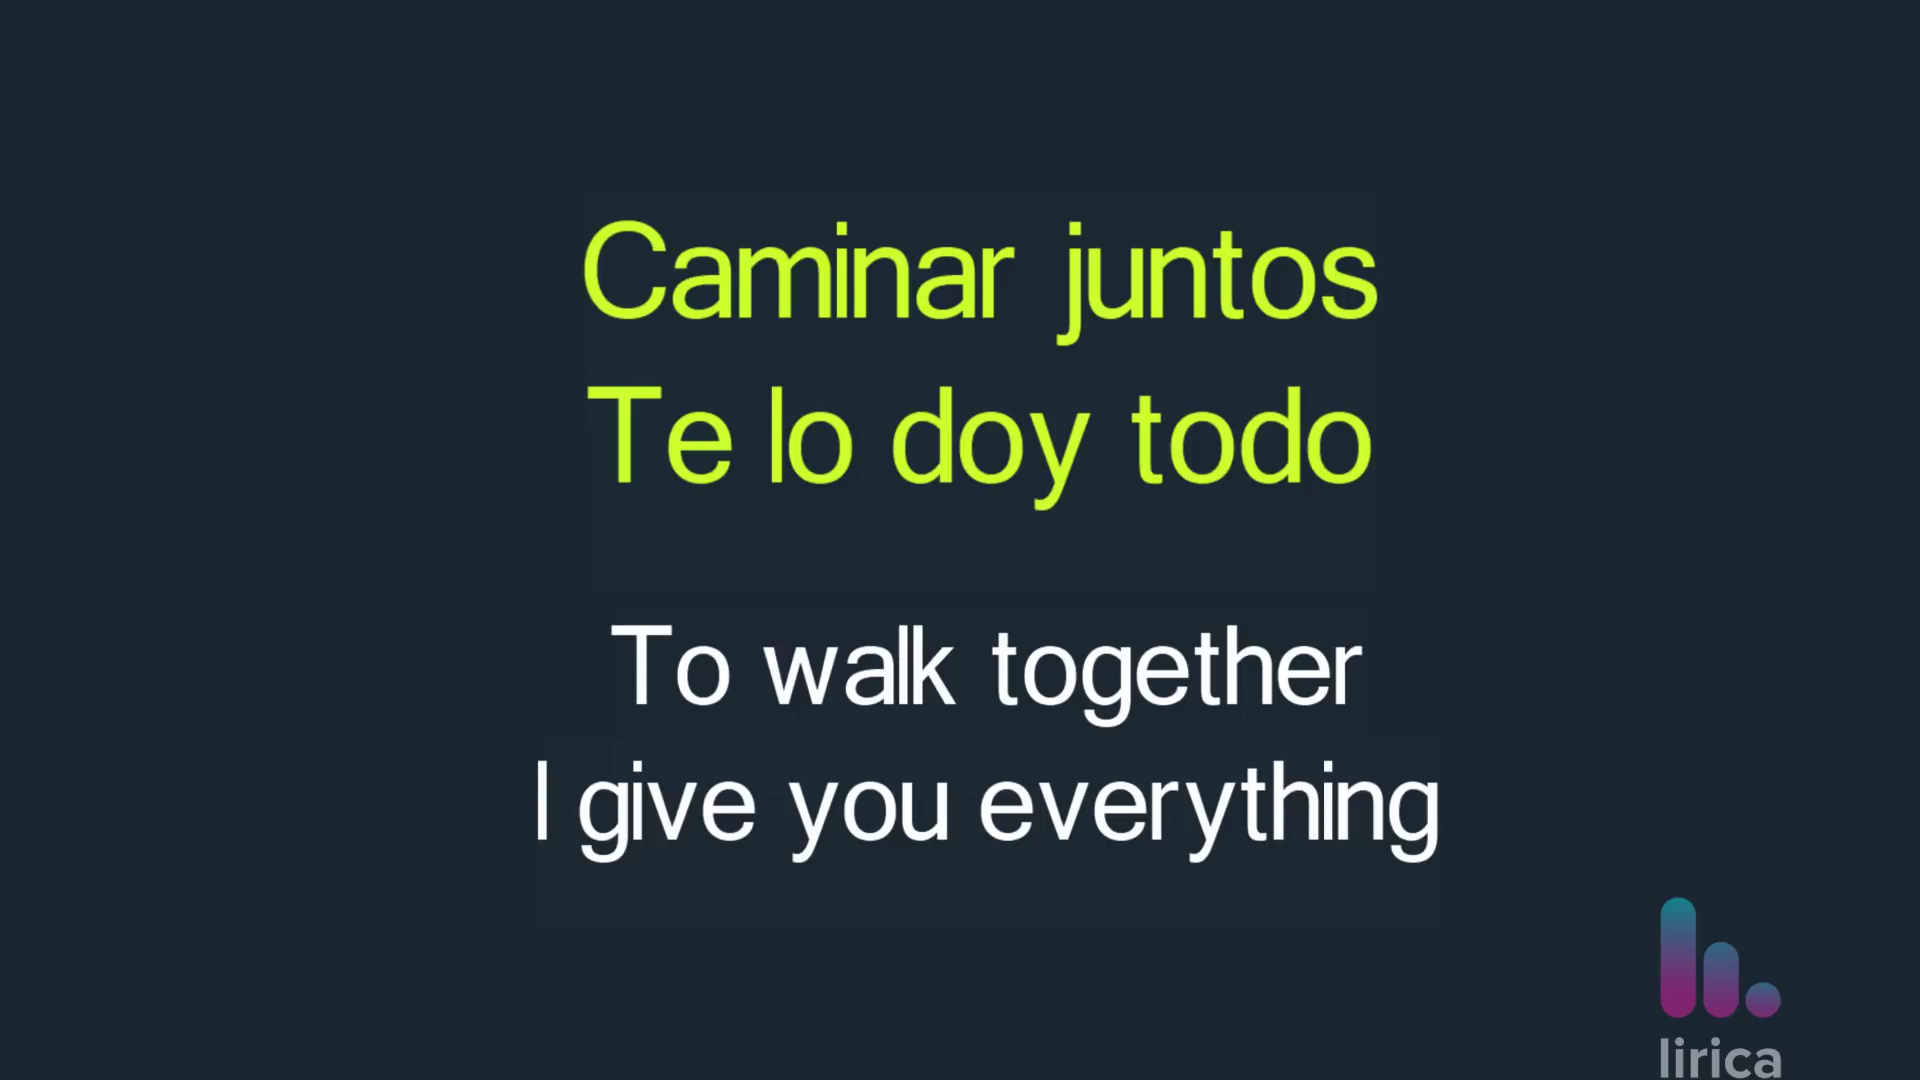 Caminar juntos
Te lo doy todo
To walk together
I give you everything
lirica